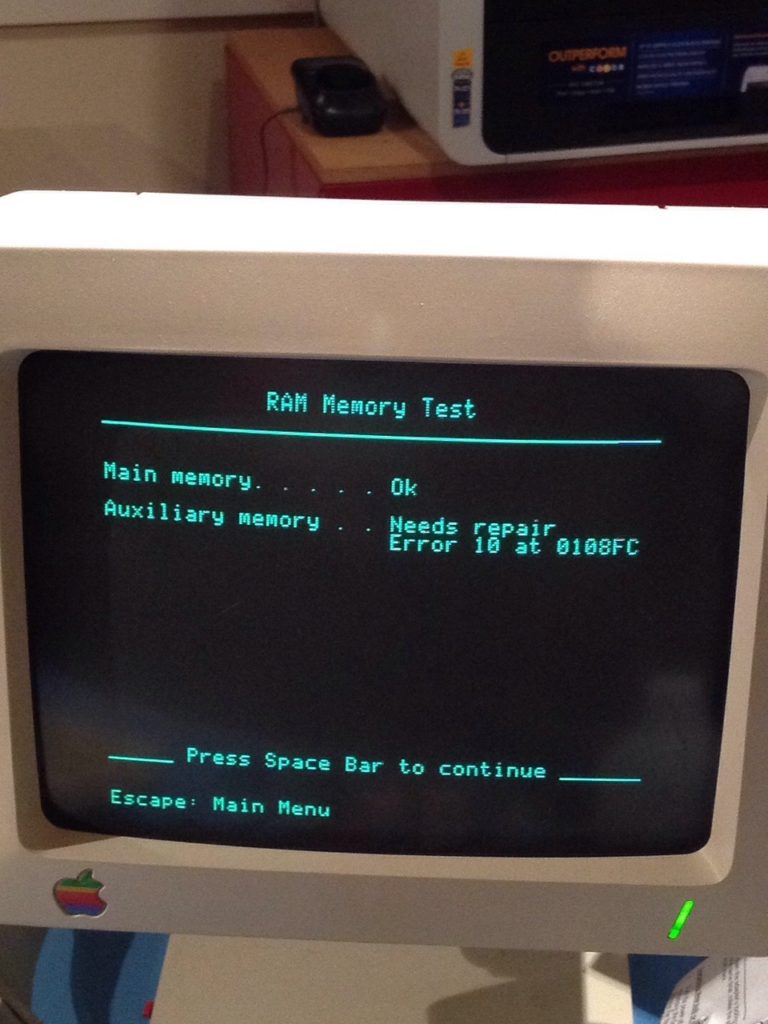 OUTPERFORM
RAM Memory Test
Main memory. . . . . . Ok
Auxiliary memory . . Needs repair
Error 10 at 0108FC
Press Space Bar to continue
Escape: Main Menu